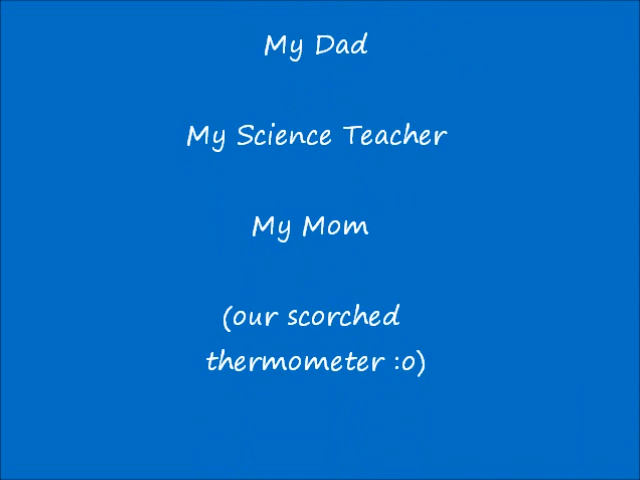 My Dad
My Science Teacher
My Mom
(our scorched
thermometer :o)